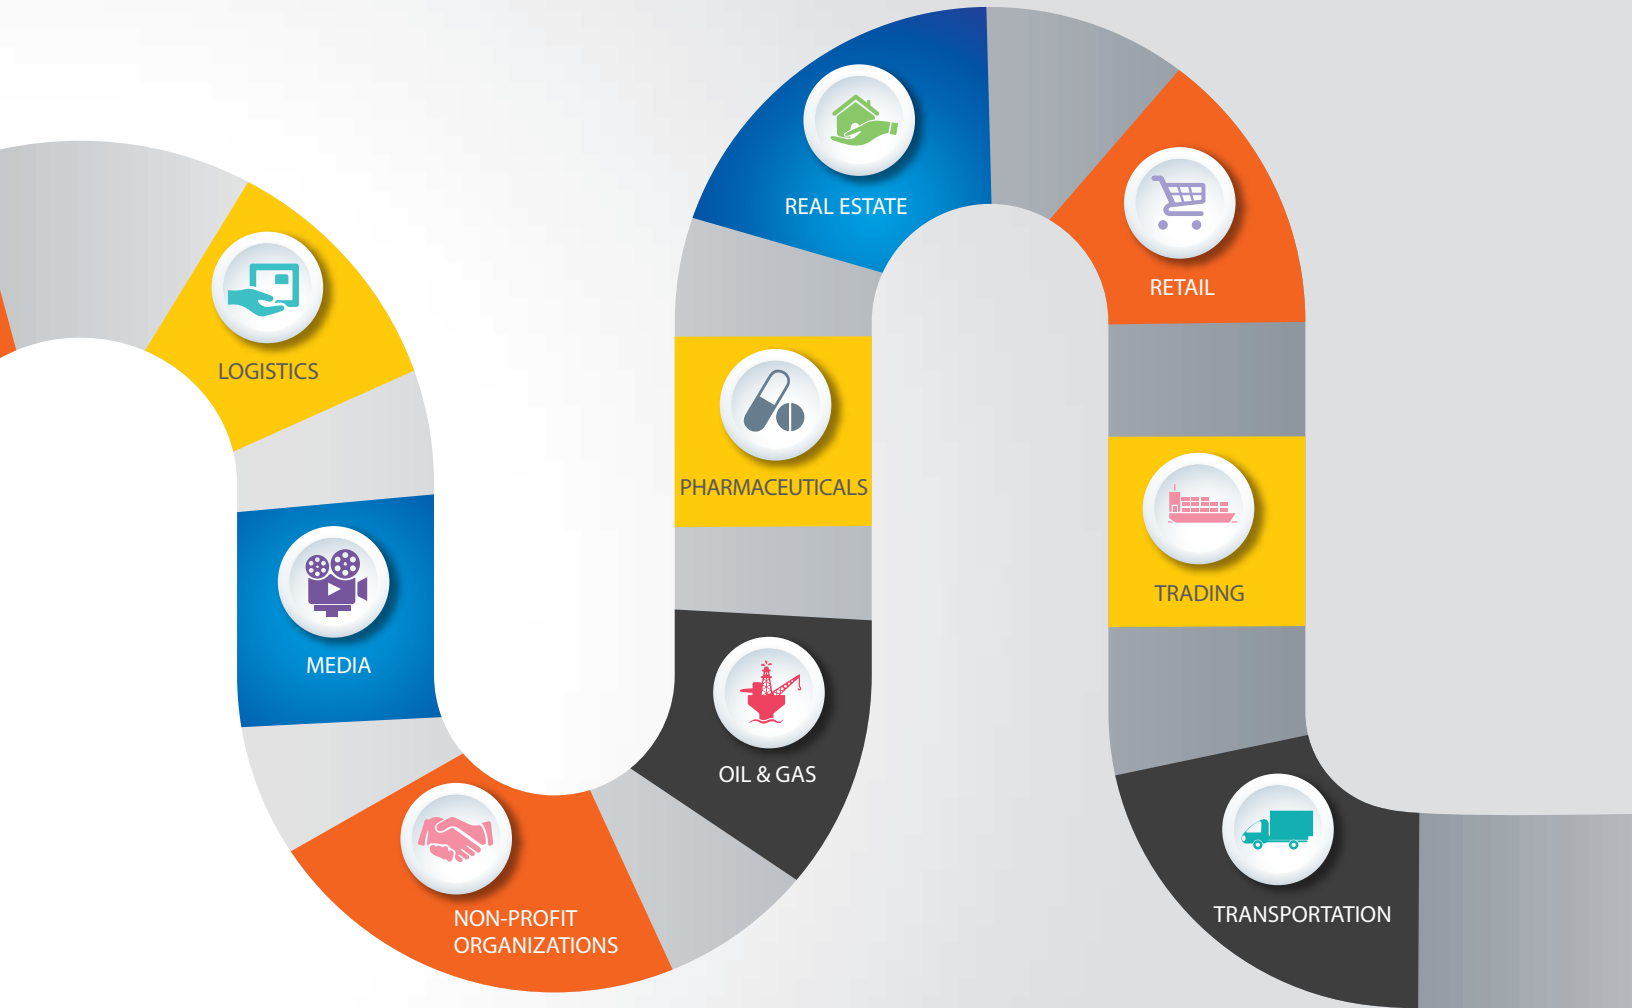 LOGISTICS
MEDIA
NON-PROFIT
ORGANIZATIONS
OIL & GAS
PHARMACEUTICALS
REAL ESTATE
RETAIL
TRADING
TRANSPORTATION